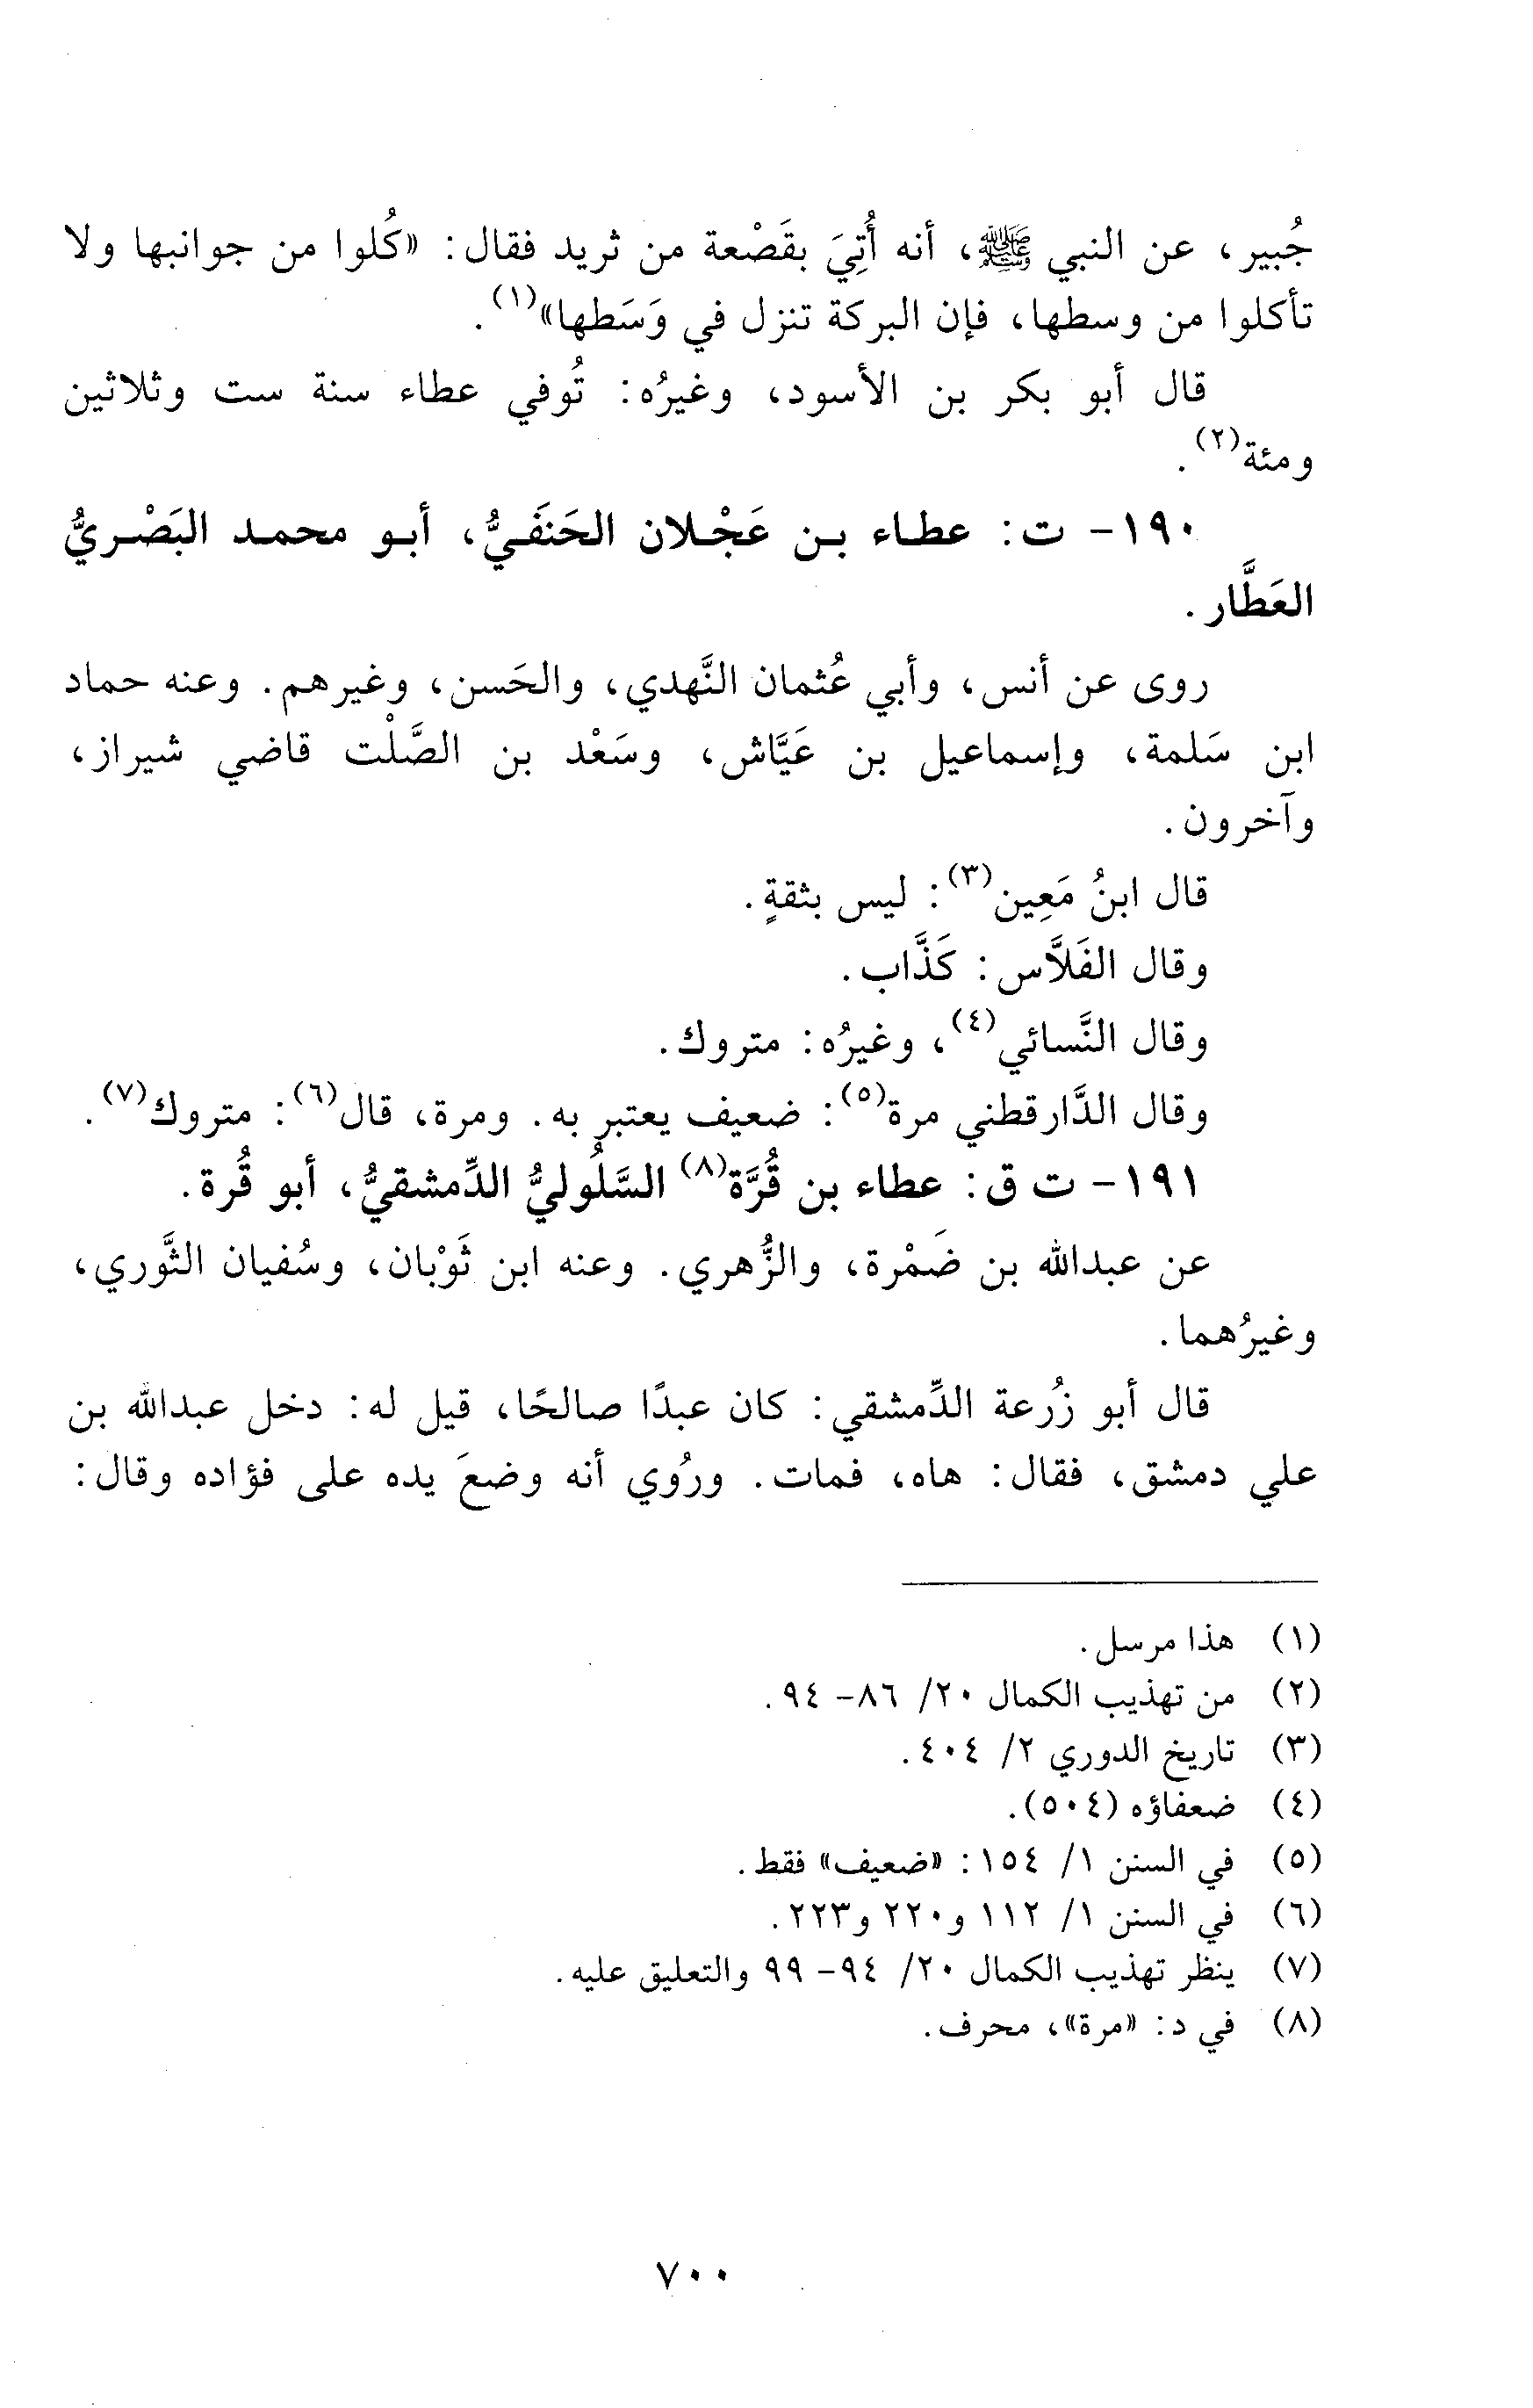 جُبير، عن النبي ﷺ، أنه أُتِيَ بقَصْعة من ثريد فقال: «كُلوا من جوانبها ولا
تأكلوا من وسطها، فإن البركة تنزل في وَسَطها»(١).
قال أبو بكر بن الأسود، وغيرُه: تُوفي عطاء سنة ست وثلاثين
ومئة(٢).
١٩٠- ت: عطاء بن عَجْلان الحَنَفيُّ، أبو محمد البَصْريُّ
العَطَّار.
روى عن أنس، وأبي عُثمان النَّهدي، والحَسن، وغيرهم. وعنه حماد
ابن سَلمة، وإسماعيل بن عَيَّاش، وسَعْد بن الصَّلْت قاضي شيراز،
وآخرون.
قال ابنُ مَعِين(٣): ليس بثقةٍ.
وقال الفَلاَّس: كَذَّاب.
وقال النَّسائي(٤)، وغيرُه: متروك.
وقال الدَّارقطني مرة(٥): ضعيف يعتبر به. ومرة، قال(٦): متروك(٧).
١٩١- ت ق: عطاء بن قُرَّة(٨) السَّلُوليُّ الدِّمشقيُّ، أبو قُرة.
عن عبدالله بن ضَمْرة، والزُّهري. وعنه ابن ثَوْبان، وسُفيان الثَّوري،
وغيرُهما.
قال أبو زُرعة الدِّمشقي: كان عبدًا صالحًا، قيل له: دخل عبدالله بن
علي دمشق، فقال: هاه، فمات. ورُوي أنه وضعَ يده على فؤاده وقال:
(١) هذا مرسل.
(٢) من تهذيب الكمال ٢٠/ ٨٦- ٩٤.
(٣) تاريخ الدوري ٢/ ٤٠٤.
(٤) ضعفاؤه (٥٠٤).
(٥) في السنن ١/ ١٥٤: «ضعيف» فقط.
(٦) في السنن ١/ ١١٢ و٢٢٠ و٢٢٣.
(٧) ينظر تهذيب الكمال ٢٠/ ٩٤- ٩٩ والتعليق عليه.
(٨) في د: «مرة»، محرف.
٧٠٠